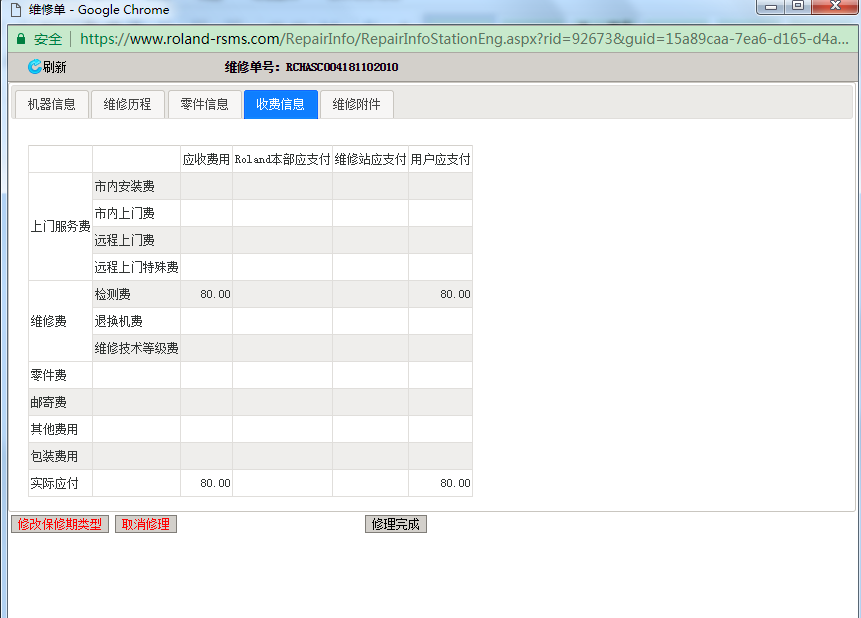 维修单 - Google Chrome
安全 https://www.roland-rsms.com/RepairInfo/RepairInfoStationEng.aspx?rid=92673&guid=15a89caa-7ea6-d165-d4a...
刷新 维修单号: RCHASC004181102010
机器信息 维修历程 零件信息 收费信息 维修附件
应收费用 Roland本部应支付 维修站应支付 用户应支付
上门服务费 市内安装费
市内上门费
远程上门费
远程上门特殊费
维修费 检测费 80.00 80.00
退换机费
维修技术等级费
零件费
邮寄费
其他费用
包装费用
实际应付 80.00 80.00
修改保修期类型 取消修理 修理完成